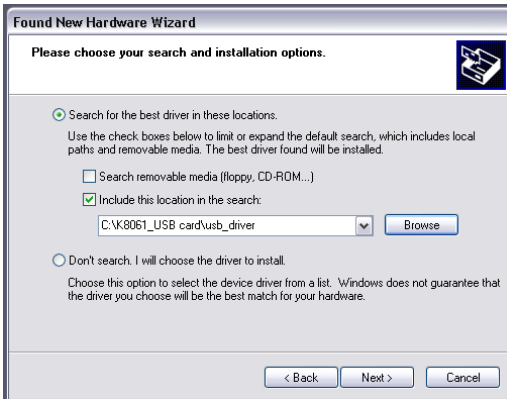 Found New Hardware Wizard
Please choose your search and installation options.
Search for the best driver in these locations.
Use the check boxes below to limit or expand the default search, which includes local
paths and removable media. The best driver found will be installed.
Search removable media (floppy, CD-ROM...)
Include this location in the search:
C:\K8061_USB card\usb_driver
Browse
Don't search. I will choose the driver to install.
Choose this option to select the device driver from a list. Windows does not guarantee that
the driver you choose will be the best match for your hardware.
< Back Next > Cancel